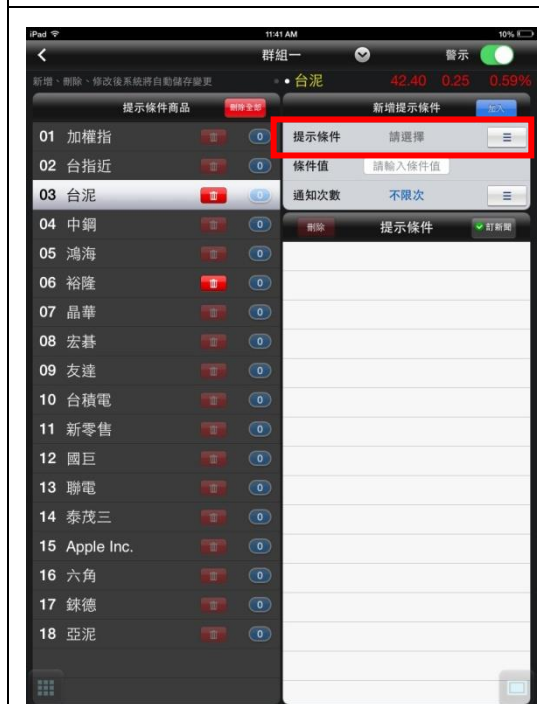 iPad 11:41 AM 10%
群組一 警示
新增、刪除、修改後系統將自動儲存變更
台泥 42.40 0.25 0.59%
提示條件商品 刪除全部
新增提示條件 加入
提示條件 請選擇
條件值 請輸入條件值
通知次數 不限次
刪除 提示條件 訂新聞
01 加權指 0
02 台指近 0
03 台泥 0
04 中鋼 0
05 鴻海 0
06 裕隆 0
07 晶華 0
08 宏碁 0
09 友達 0
10 台積電 0
11 新零售 0
12 國巨 0
13 聯電 0
14 泰茂三 0
15 Apple Inc. 0
16 六角 0
17 錸德 0
18 亞泥 0